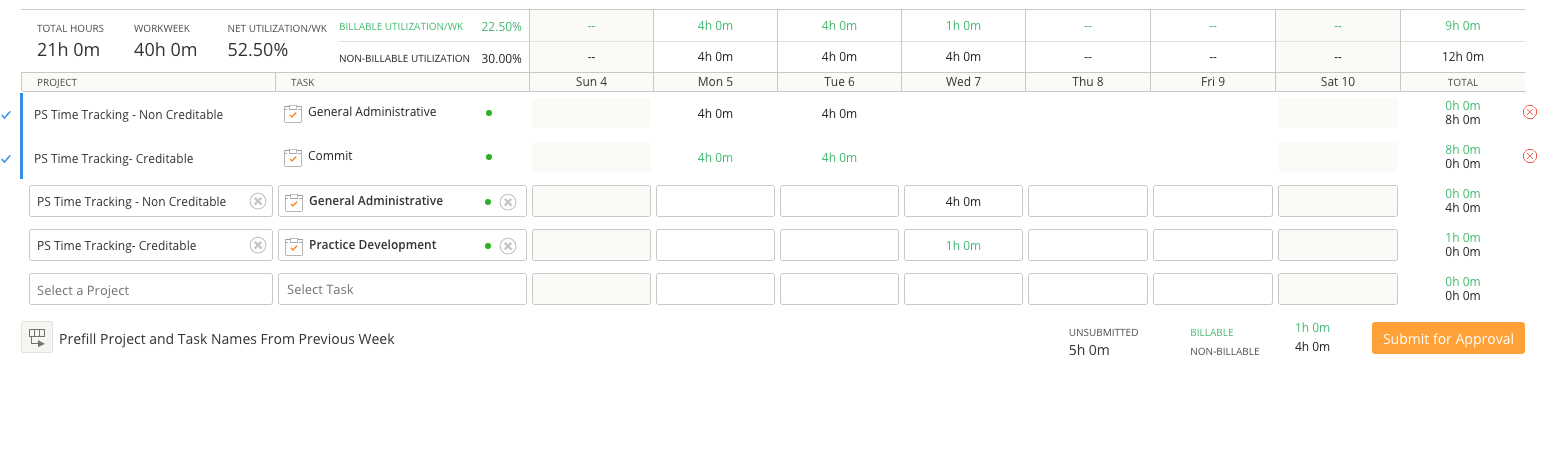 TOTAL HOURS WORKWEEK NET UTILIZATION/WK BILLABLE UTILIZATION/WK 22.50% -- 4h 0m 4h 0m 1h 0m -- -- -- 9h 0m
21h 0m 40h 0m 52.50% NON-BILLABLE UTILIZATION 30.00% -- 4h 0m 4h 0m 4h 0m -- -- -- 12h 0m
PROJECT TASK Sun 4 Mon 5 Tue 6 Wed 7 Thu 8 Fri 9 Sat 10 TOTAL
PS Time Tracking - Non Creditable General Administrative 4h 0m 4h 0m 0h 0m
8h 0m
PS Time Tracking- Creditable Commit 4h 0m 4h 0m 8h 0m
0h 0m
PS Time Tracking - Non Creditable General Administrative 4h 0m 0h 0m
4h 0m
PS Time Tracking- Creditable Practice Development 1h 0m 1h 0m
0h 0m
Select a Project Select Task 0h 0m
0h 0m
Prefill Project and Task Names From Previous Week UNSUBMITTED BILLABLE 1h 0m Submit for Approval
5h 0m NON-BILLABLE 4h 0m